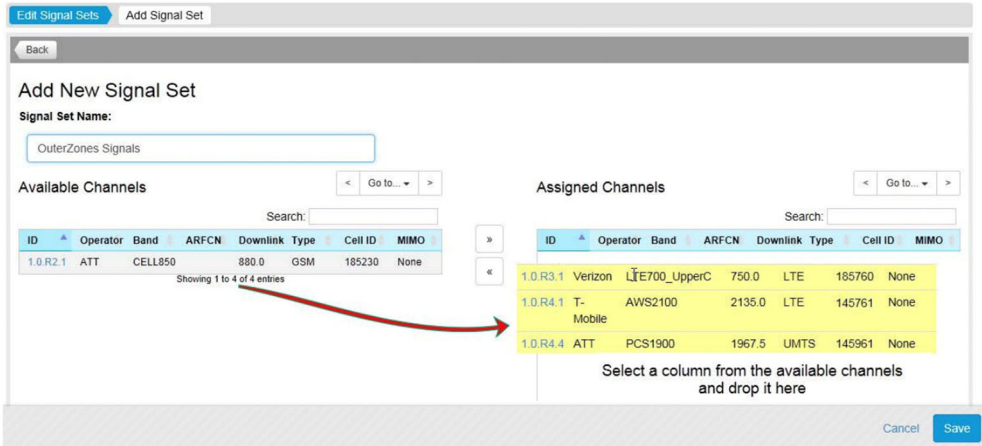 Edit Signal Sets Add Signal Set
Back
Add New Signal Set
Signal Set Name:
OuterZones Signals
Available Channels < Go to... >
Search:
ID Operator Band ARFCN Downlink Type Cell ID MIMO
1.0.R2.1 ATT CELL850 880.0 GSM 185230 None
Showing 1 to 4 of 4 entries
»
«
Assigned Channels < Go to... >
Search:
ID Operator Band ARFCN Downlink Type Cell ID MIMO
1.0.R3.1 Verizon LTE700_UpperC 750.0 LTE 185760 None
1.0.R4.1 T- AWS2100 2135.0 LTE 145761 None
Mobile
1.0.R4.4 ATT PCS1900 1967.5 UMTS 145961 None
Select a column from the available channels
and drop it here
Cancel Save